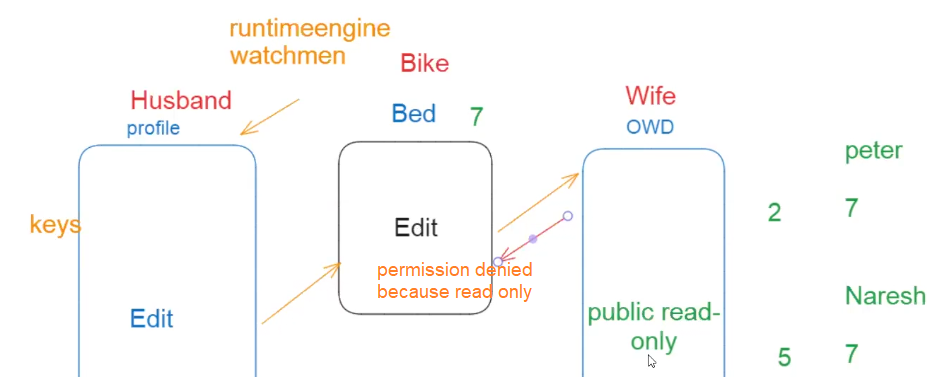 runtimeengine
watchmen
Bike
Husband
Wife
profile
Bed 7
OWD
peter
keys
2 7
Edit
permission denied
because read only
Naresh
Edit
public read-
only
5 7